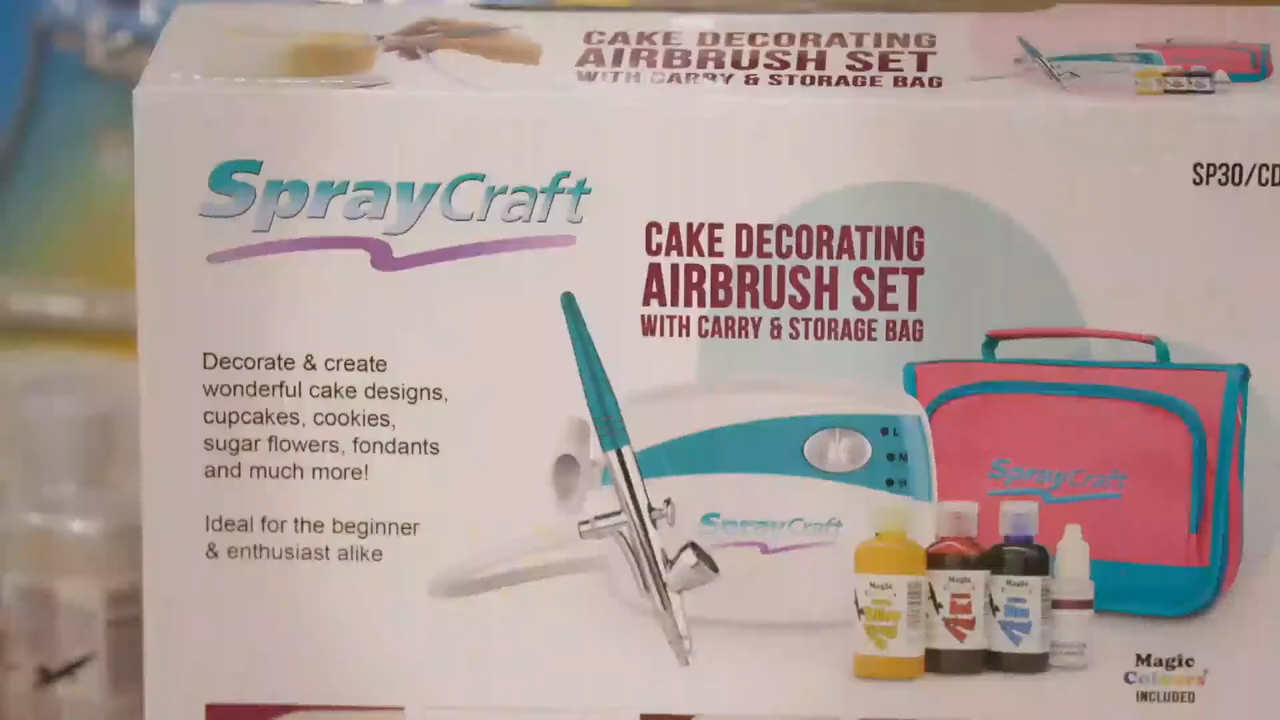 CAKE DECORATING
AIRBRUSH SET
WITH CARRY & STORAGE BAG
SP30/CD
SprayCraft
CAKE DECORATING
AIRBRUSH SET
WITH CARRY & STORAGE BAG
Decorate & create
wonderful cake designs,
cupcakes, cookies,
sugar flowers, fondants
and much more!
Ideal for the beginner
& enthusiast alike
L
M
H
SprayCraft
SprayCraft
Magic
Magic
Magic
Magic
Colours
INCLUDED